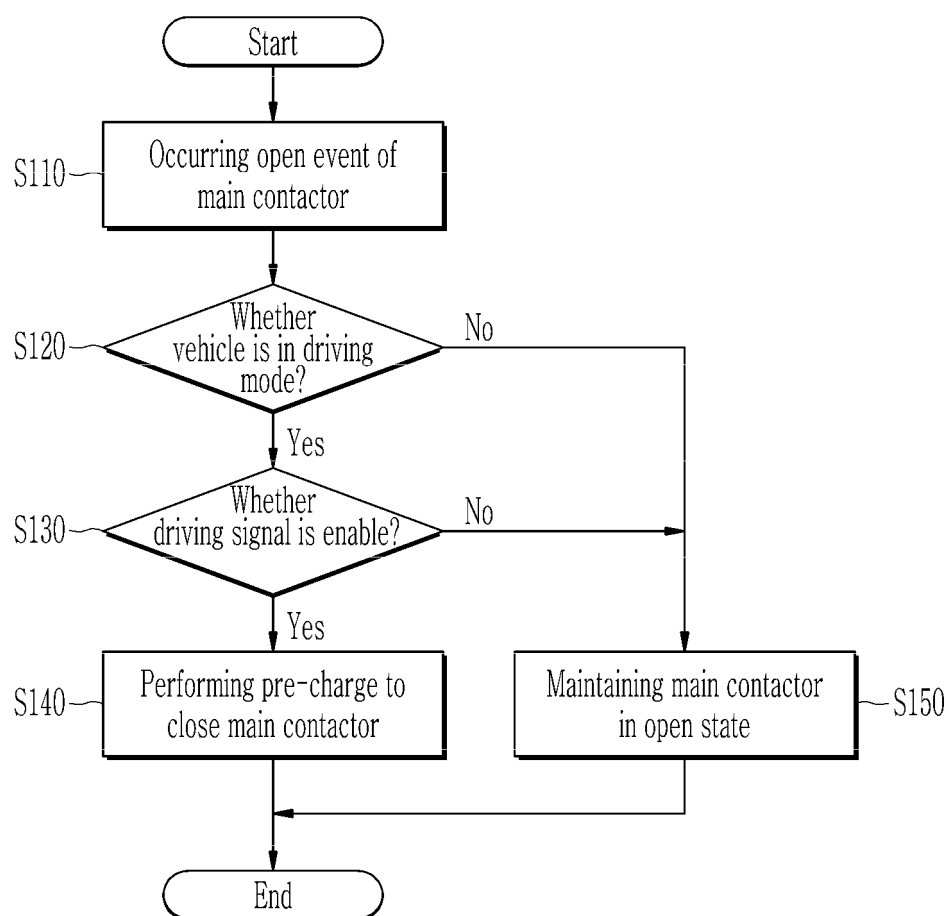 Start
S110
Occurring open event of
main contactor
S120
Whether
vehicle is in driving
mode?
No
Yes
S130
Whether
driving signal is enable?
No
Yes
S140
Performing pre-charge to
close main contactor
Maintaining main contactor
in open state
S150
End